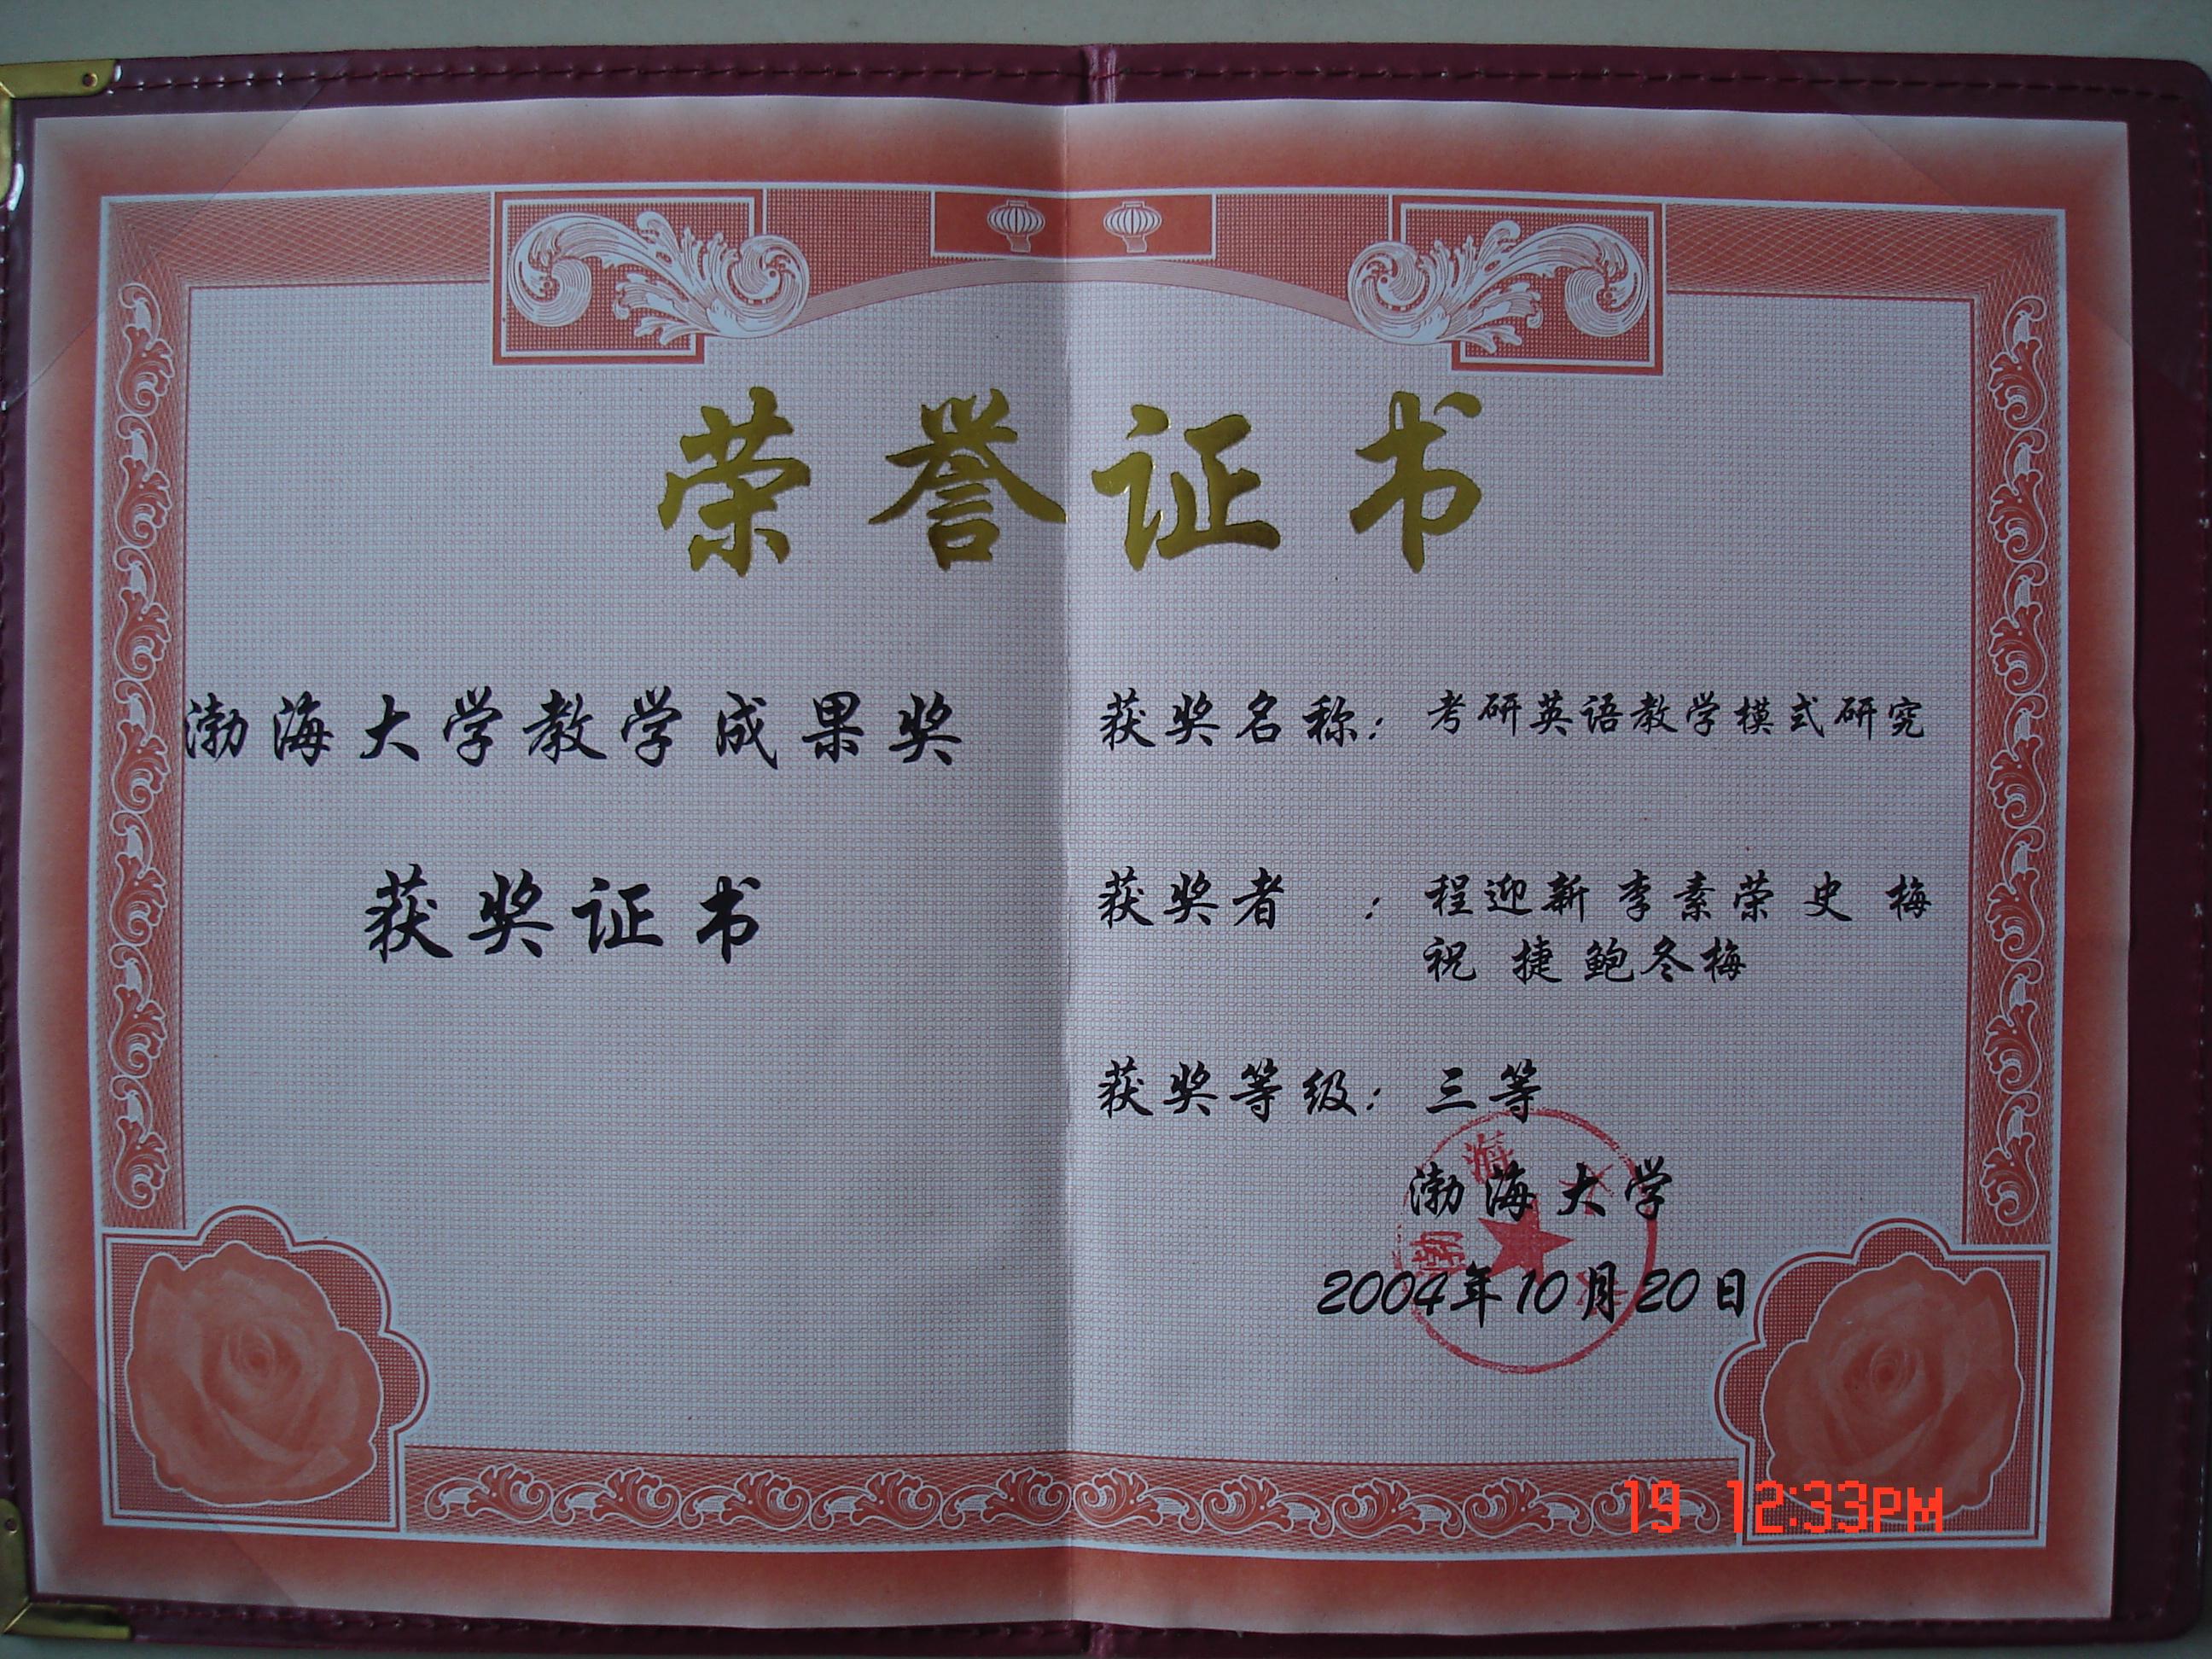 荣誉证书
渤海大学教学成果奖
获奖证书
获奖名称：考研英语教学模式研究
获奖者：程迎新 李素荣 史 梅
祝 捷 鲍冬梅
获奖等级：三等
渤海大学
2004年10月20日
渤海大
19 12:33PM